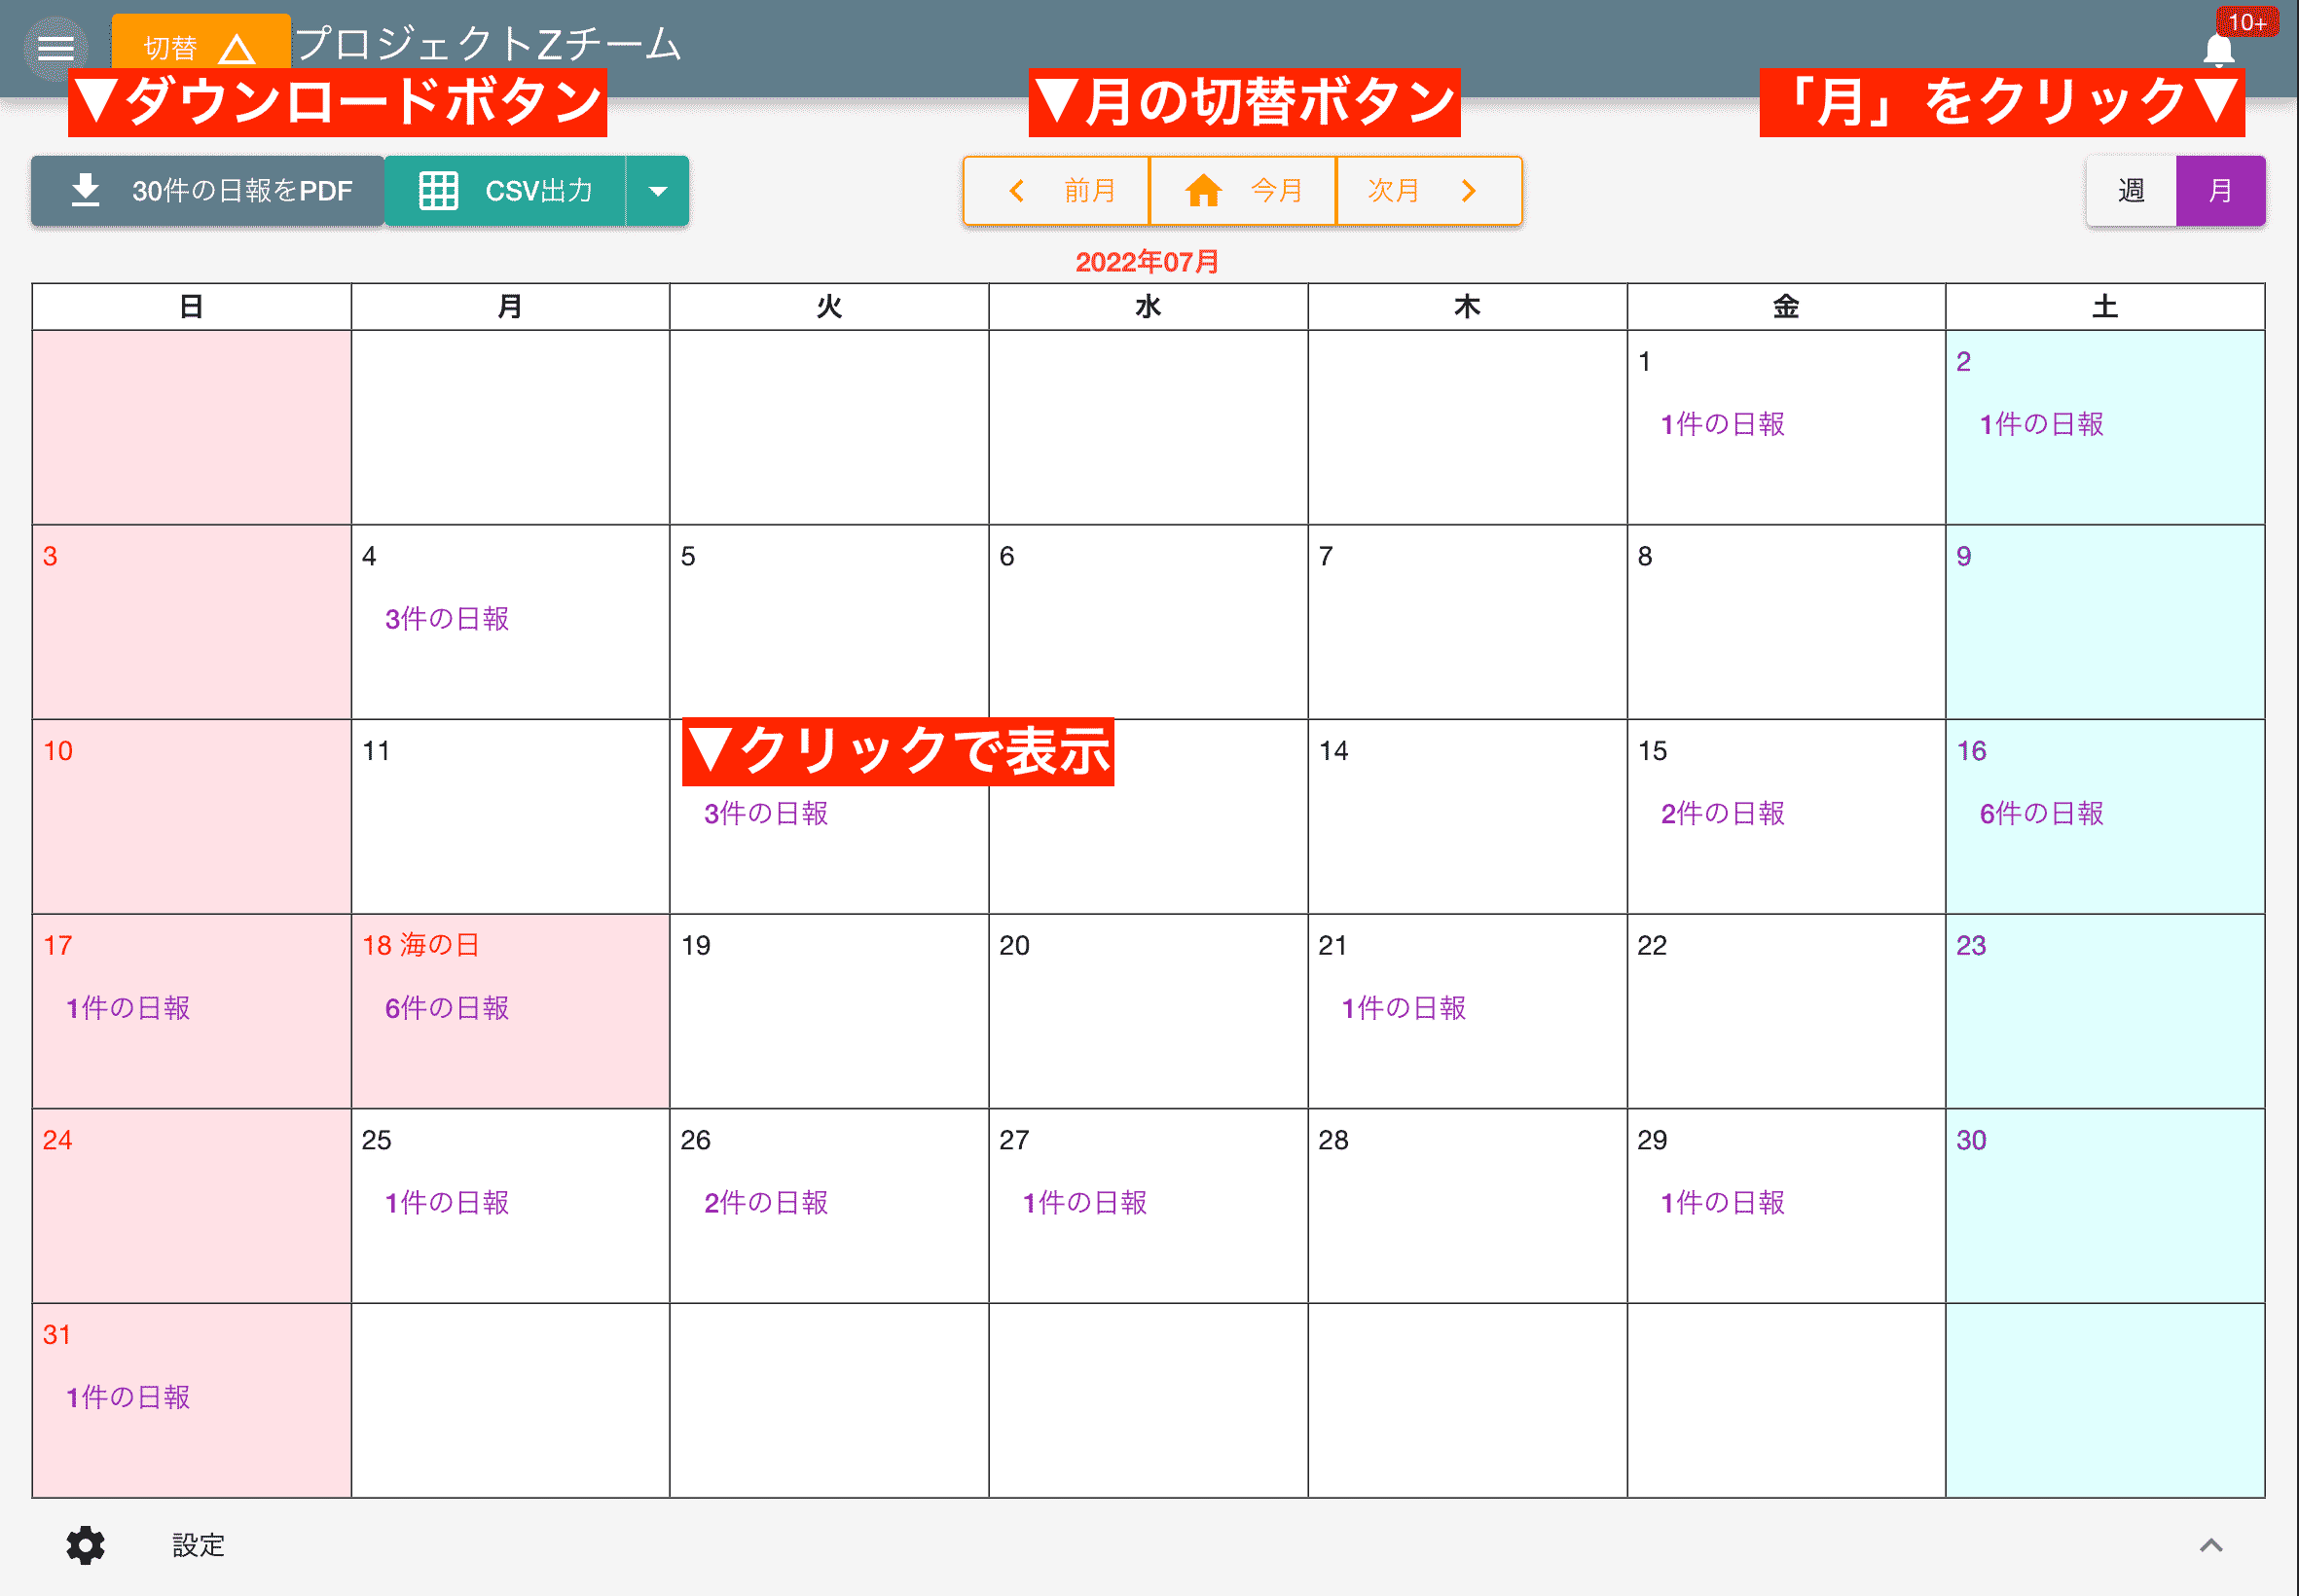 切替 プロジェクトZチーム 10+
▼ダウンロードボタン ▼月の切替ボタン 「月」をクリック▼
30件の日報をPDF CSV出力 前月 今月 次月 週 月
2022年07月
日 月 火 水 木 金 土
1 2
1件の日報 1件の日報
3 4 5 6 7 8 9
3件の日報
10 11 ▼クリックで表示 14 15 16
3件の日報 2件の日報 6件の日報
17 18 海の日 19 20 21 22 23
1件の日報 6件の日報 1件の日報
24 25 26 27 28 29 30
1件の日報 2件の日報 1件の日報 1件の日報
31
1件の日報
設定